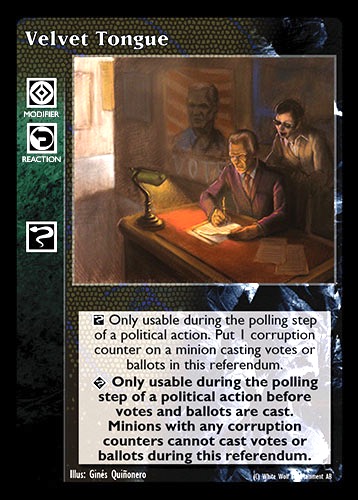 Velvet Tongue
MODIFIER
REACTION
VOTE
Only usable during the polling step
of a political action. Put 1 corruption
counter on a minion casting votes or
ballots in this referendum.
Only usable during the polling
step of a political action before
votes and ballots are cast.
Minions with any corruption
counters cannot cast votes or
ballots during this referendum.
Illus: Ginés Quiñonero
(C) White Wolf Entertainment AB